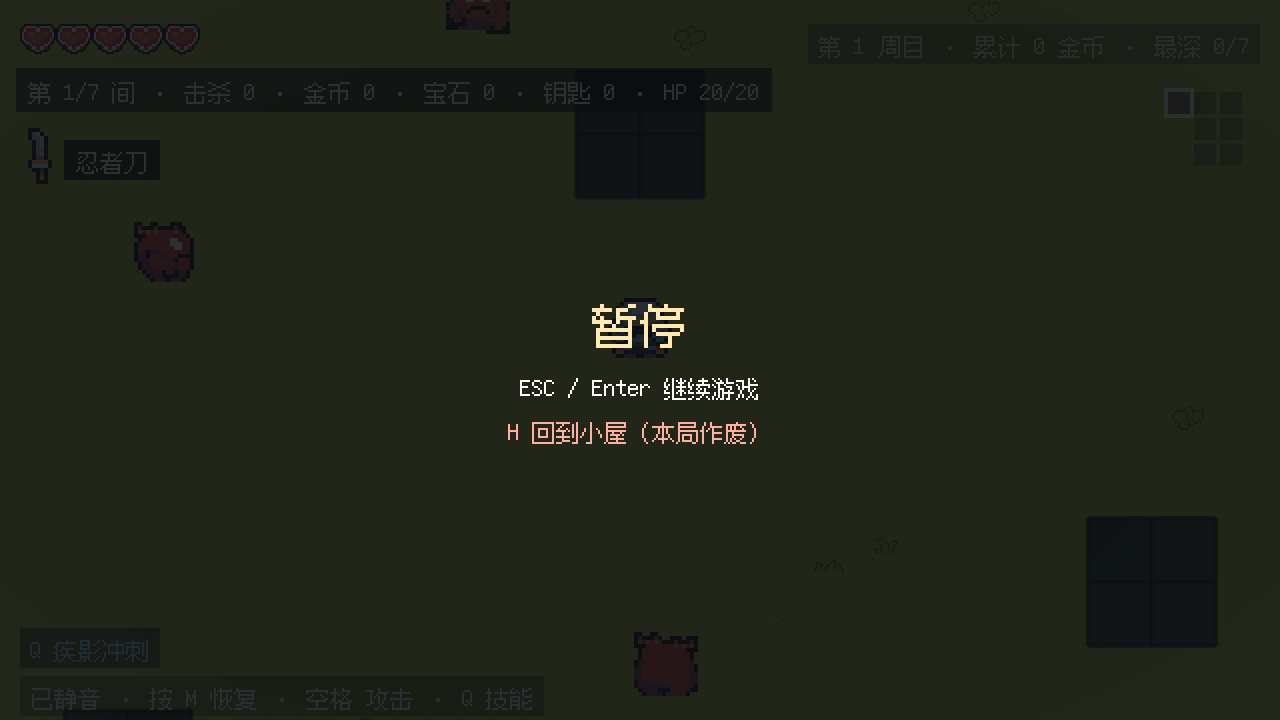 第 1 周目 · 累计 0 金币 · 最深 0/7
第 1/7 间 · 击杀 0 · 金币 0 · 宝石 0 · 钥匙 0 · HP 20/20
忍者刀
暂停
ESC / Enter 继续游戏
H 回到小屋（本局作废）
Q 疾影冲刺
已静音 · 按 M 恢复 · 空格 攻击 · Q 技能